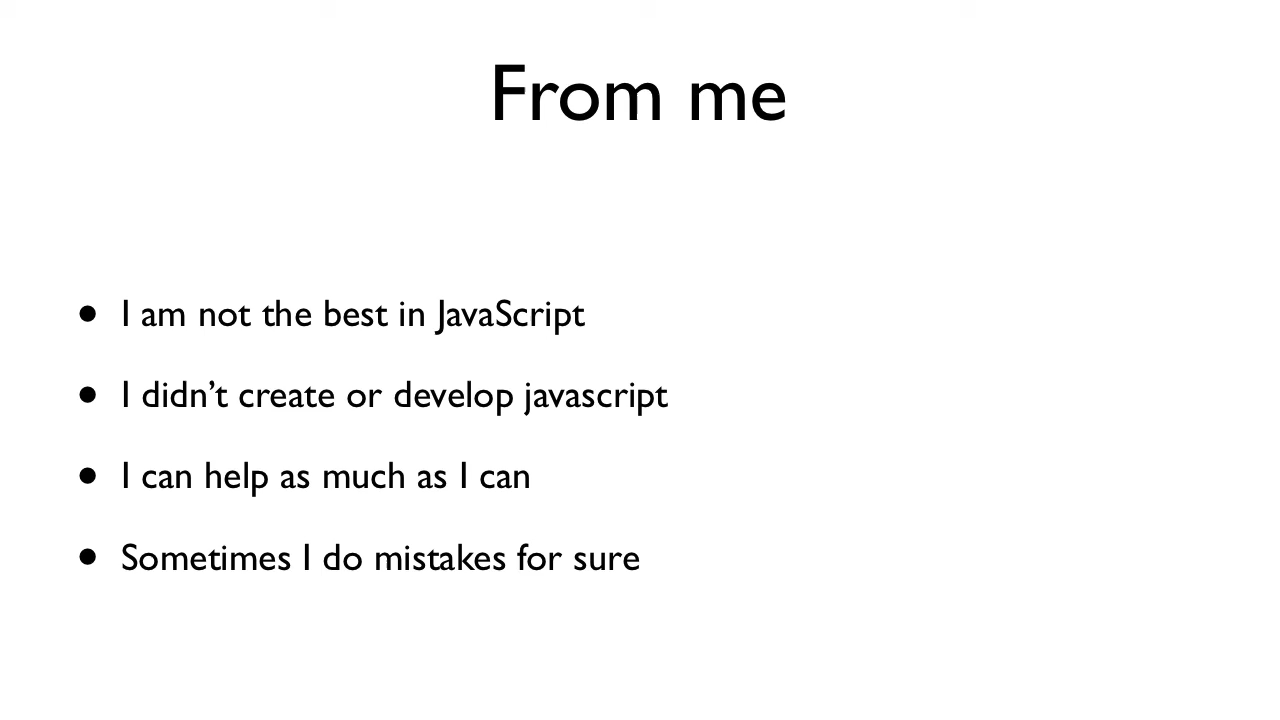 From me
• I am not the best in JavaScript
• I didn’t create or develop javascript
• I can help as much as I can
• Sometimes I do mistakes for sure